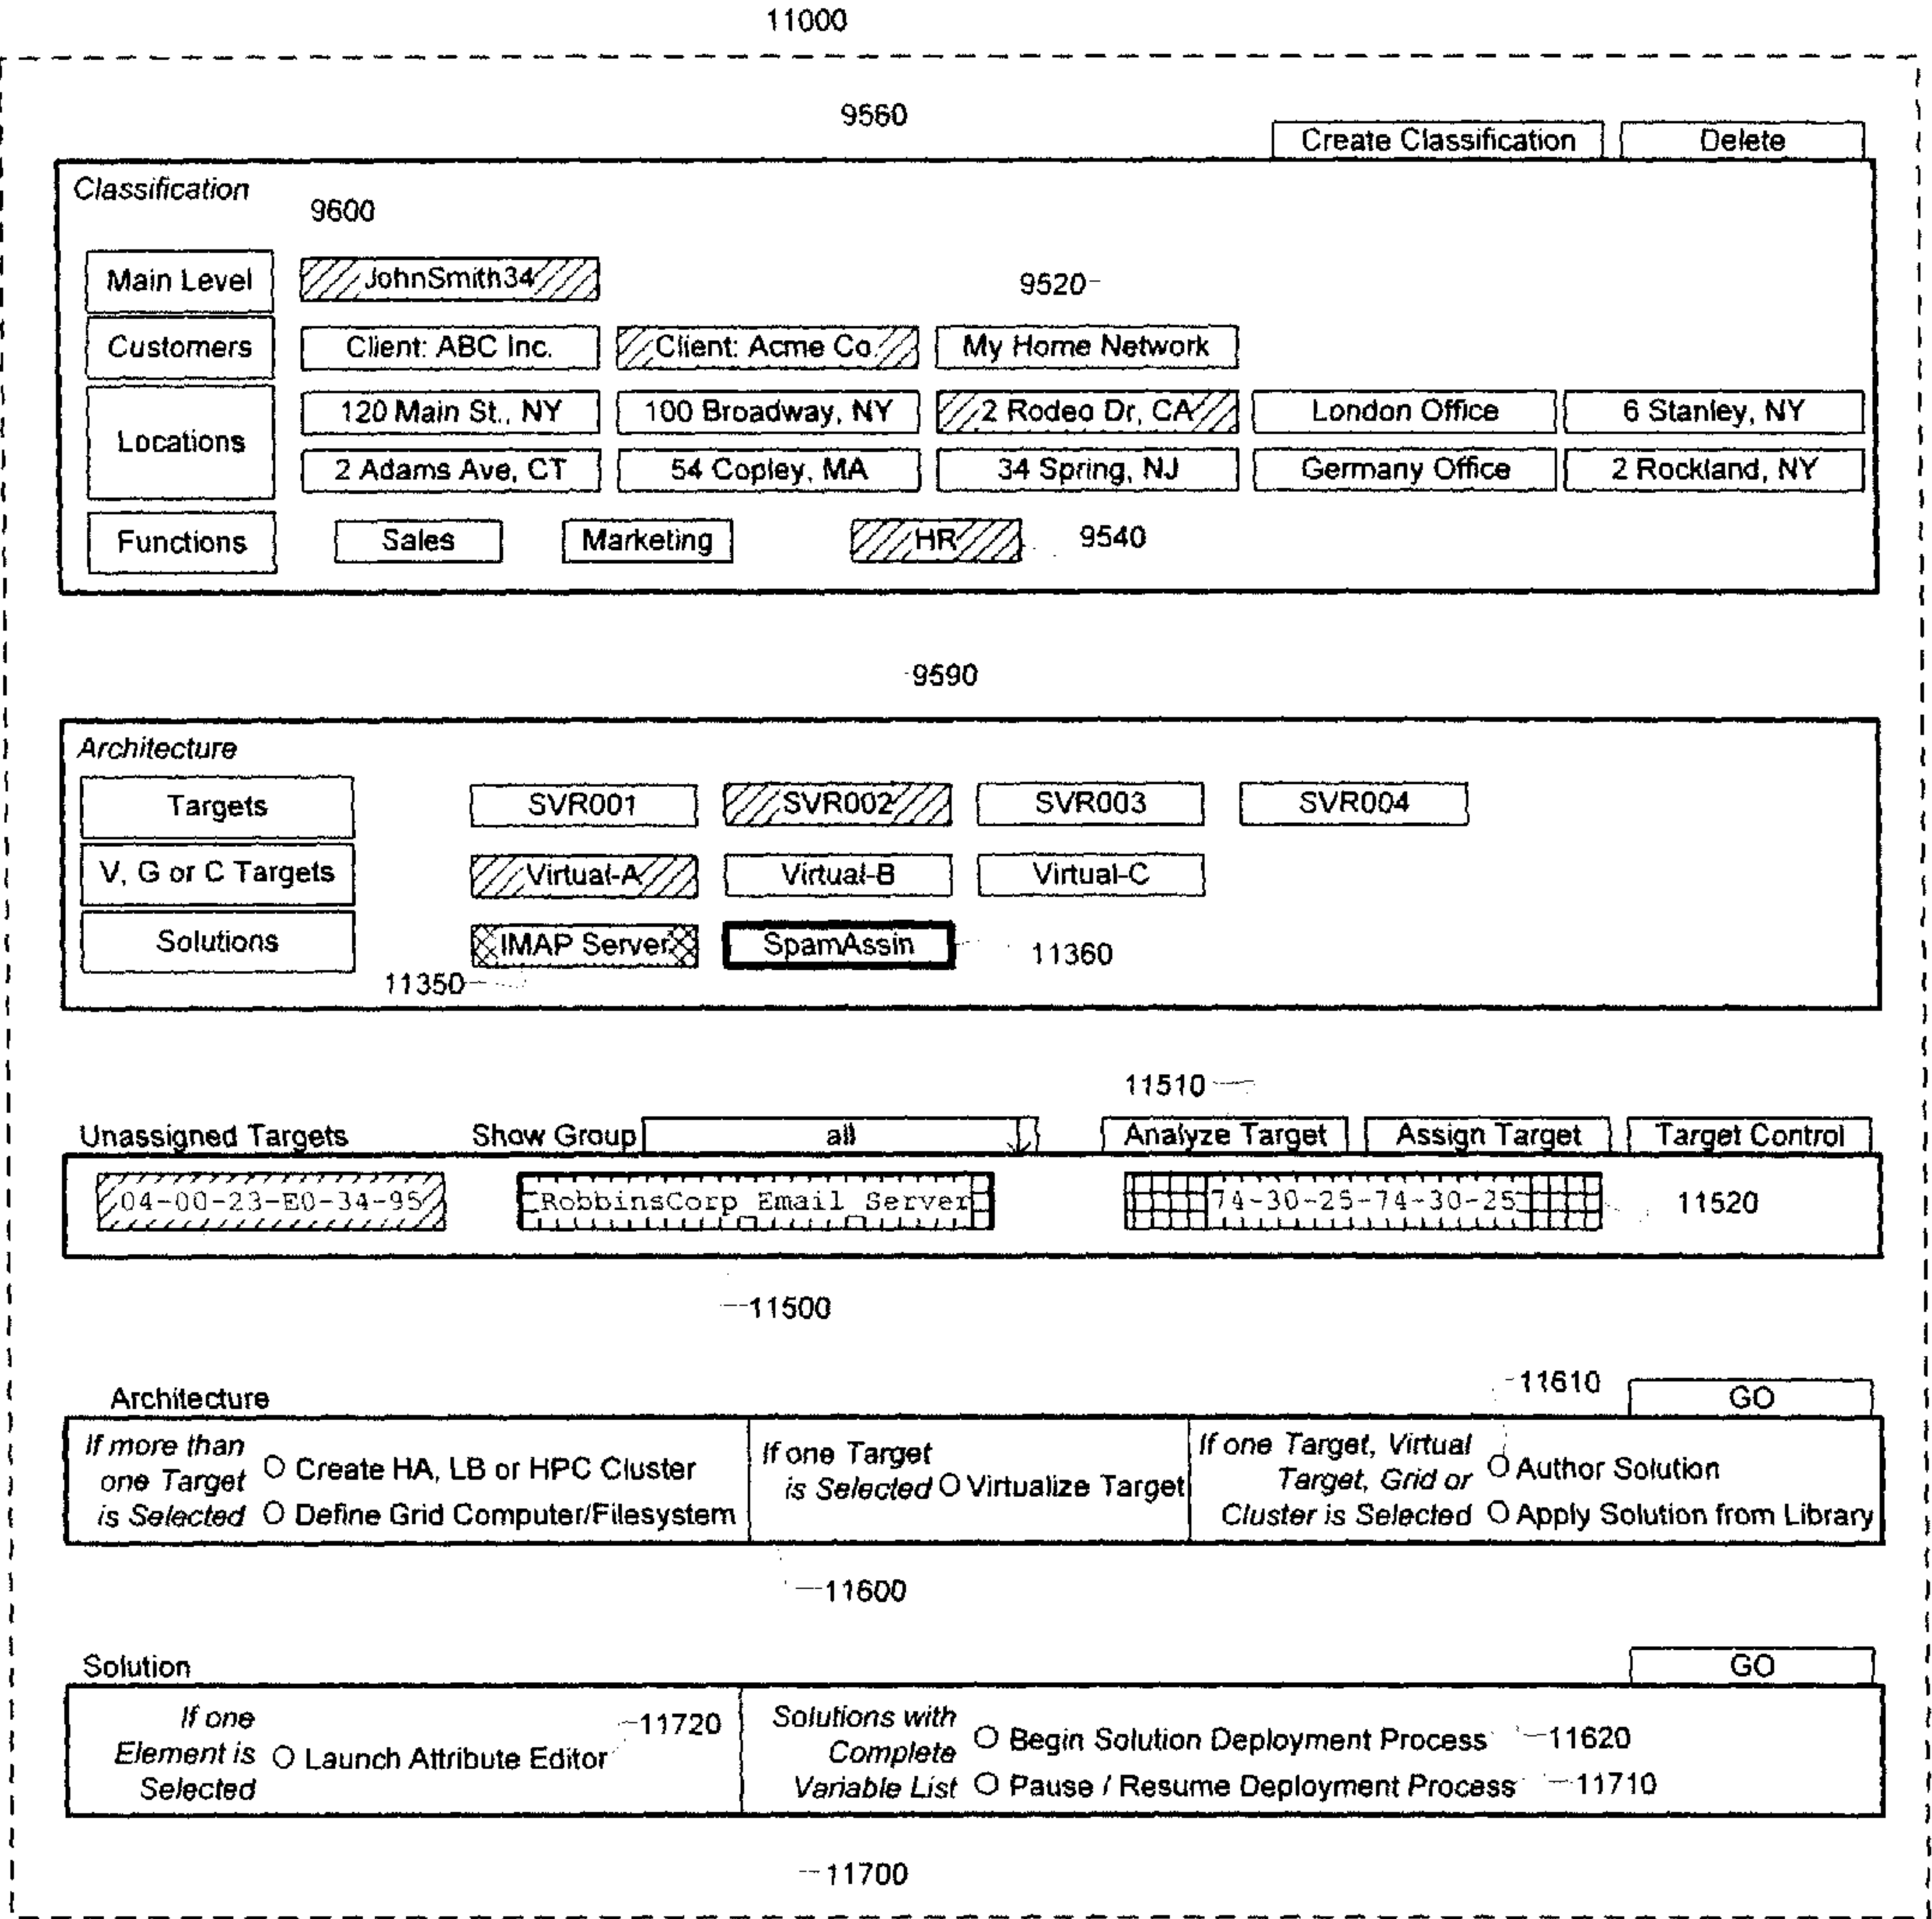 11000
9560
Create Classification Delete
Classification
9600
Main Level JohnSmith34 9520
Customers Client: ABC Inc. Client: Acme Co. My Home Network
Locations
120 Main St., NY 100 Broadway, NY 2 Rodeo Dr, CA London Office 6 Stanley, NY
2 Adams Ave, CT 54 Copley, MA 34 Spring, NJ Germany Office 2 Rockland, NY
Functions Sales Marketing HR 9540
9590
Architecture
Targets SVR001 SVR002 SVR003 SVR004
V, G or C Targets Virtual-A Virtual-B Virtual-C
Solutions IMAP Server SpamAssin 11360
11350
11510
Unassigned Targets Show Group all Analyze Target Assign Target Target Control
04-00-23-E0-34-95 RobbinsCorp_Email_Server 74-30-25-74-30-25 11520
11500
11610
Architecture GO
If more than
one Target
is Selected
Create HA, LB or HPC Cluster
Define Grid Computer/Filesystem
If one Target
is Selected Virtualize Target
If one Target, Virtual
Target, Grid or
Cluster is Selected
Author Solution
Apply Solution from Library
11600
Solution GO
If one
Element is
Selected
Launch Attribute Editor
11720
Solutions with
Complete
Variable List
Begin Solution Deployment Process 11620
Pause / Resume Deployment Process 11710
11700